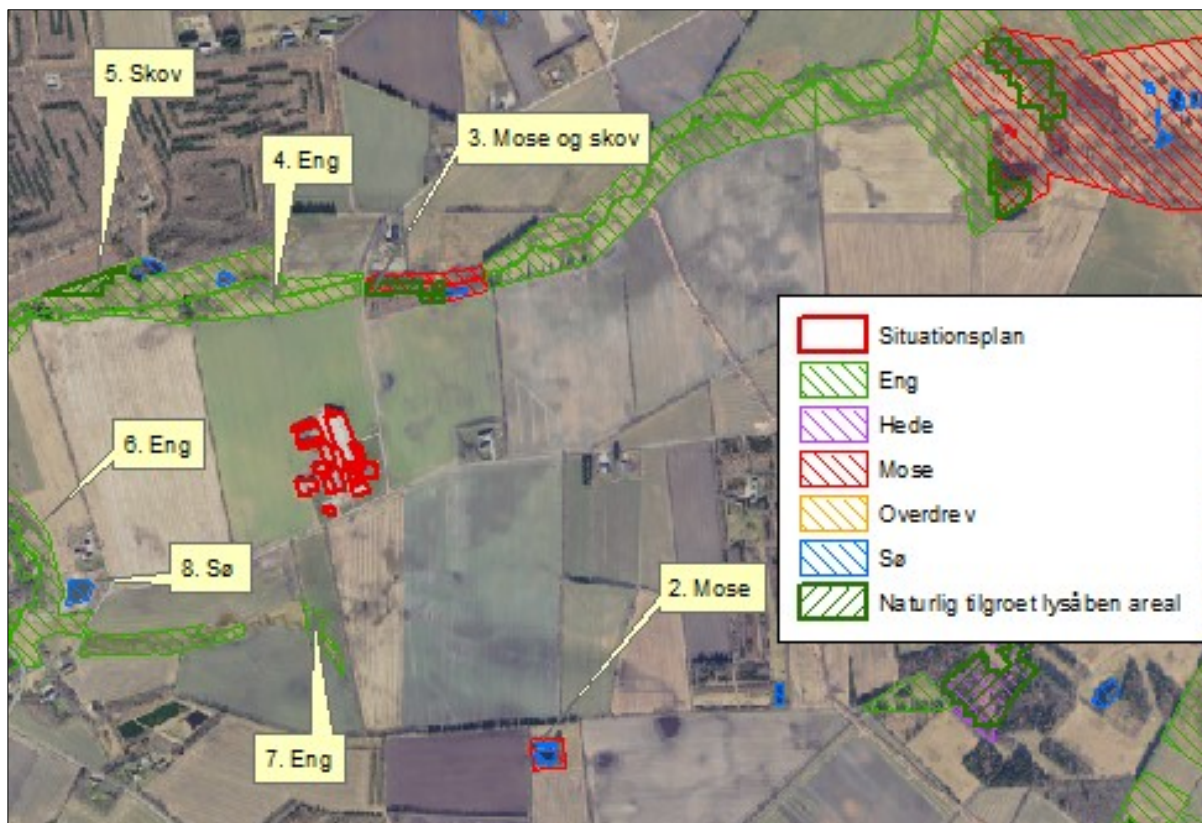 5. Skov
4. Eng
3. Mose og skov
6. Eng
8. Sø
2. Mose
7. Eng
Situationsplan
Eng
Hede
Mose
Overdrev
Sø
Naturlig tilgroet lysåben areal